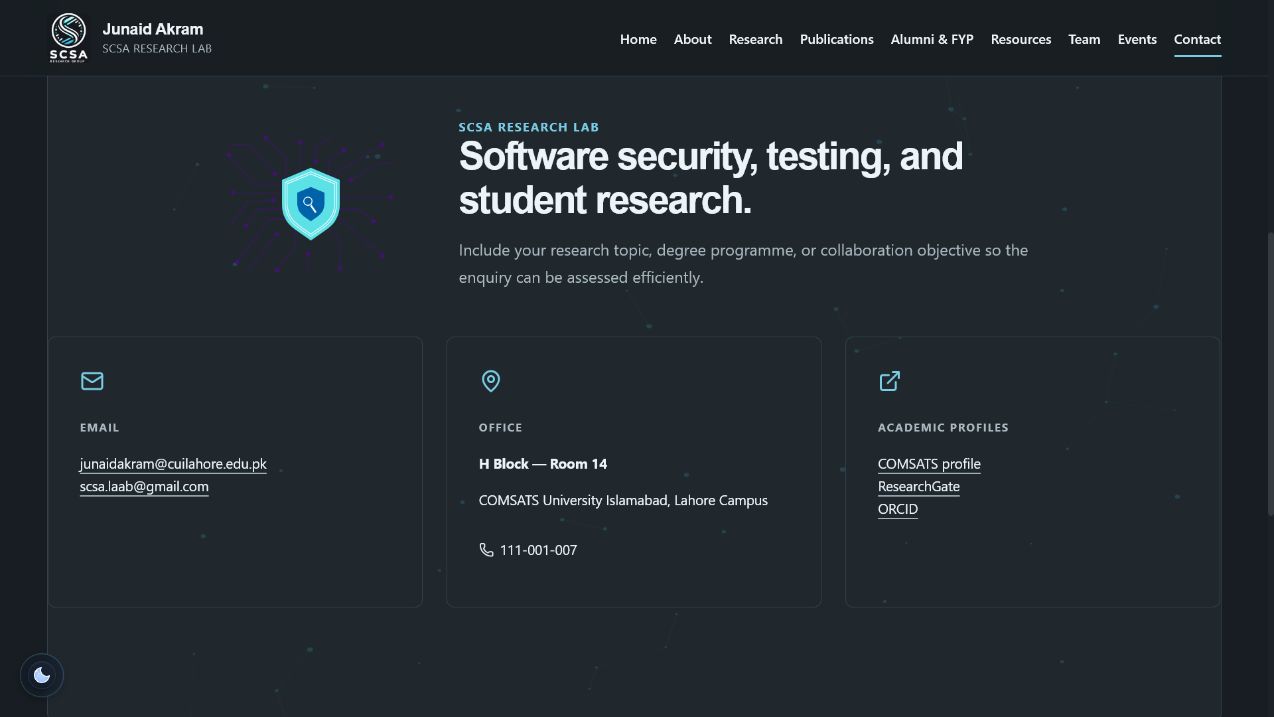 SCSA
RESEARCH GROUP
Junaid Akram
SCSA RESEARCH LAB
Home About Research Publications Alumni & FYP Resources Team Events Contact
SCSA RESEARCH LAB
Software security, testing, and
student research.
Include your research topic, degree programme, or collaboration objective so the
enquiry can be assessed efficiently.
EMAIL
junaidakram@cuilahore.edu.pk
scsa.laab@gmail.com
OFFICE
H Block — Room 14
COMSATS University Islamabad, Lahore Campus
111-001-007
ACADEMIC PROFILES
COMSATS profile
ResearchGate
ORCID